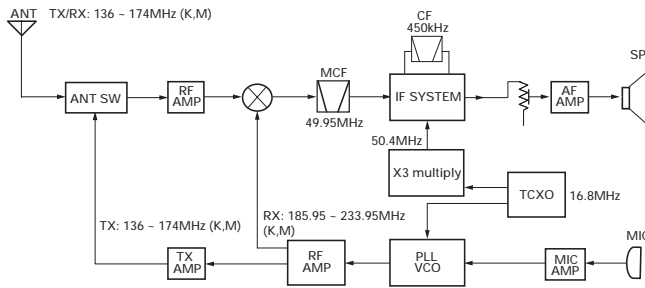 ANT TX/RX: 136 ~ 174MHz (K,M)
CF
450kHz
SP
MCF
ANT SW
RF
AMP
IF SYSTEM
AF
AMP
49.95MHz
50.4MHz
X3 multiply
TCXO
16.8MHz
TX: 136 ~ 174MHz (K,M)
RX: 185.95 ~ 233.95MHz
(K,M)
MIC
TX
AMP
RF
AMP
PLL
VCO
MIC
AMP